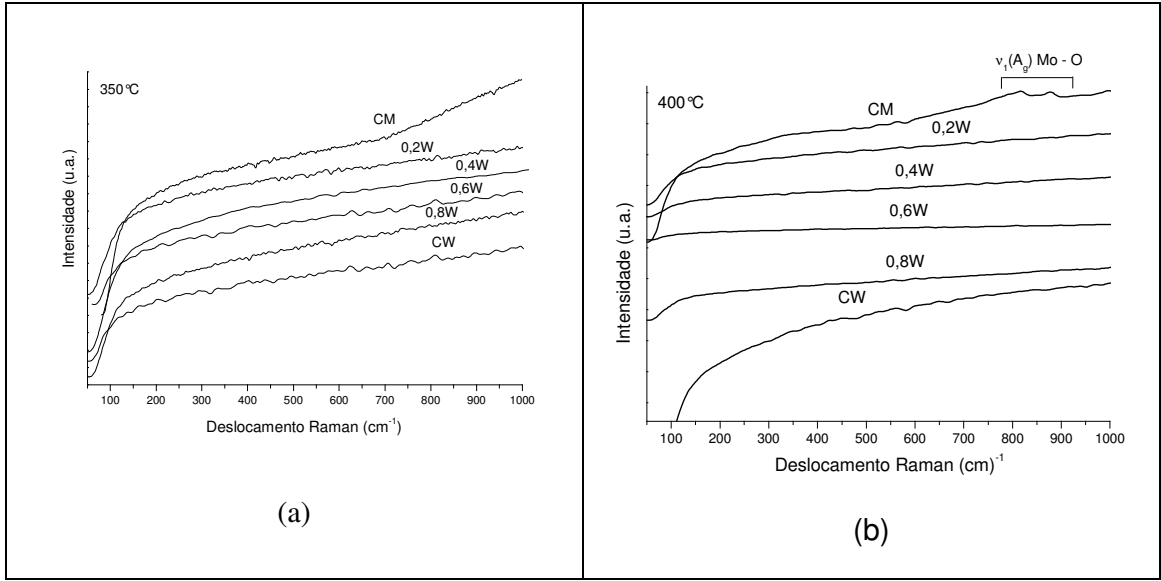 350°C
CM
0,2W
0,4W
0,6W
0,8W
CW
Intensidade (u.a.)
100 200 300 400 500 600 700 800 900 1000
Deslocamento Raman (cm-1)
(a)
ν1(Ag) Mo - O
400°C
CM
0,2W
0,4W
0,6W
0,8W
CW
Intensidade (u.a.)
100 200 300 400 500 600 700 800 900 1000
Deslocamento Raman (cm)-1
(b)